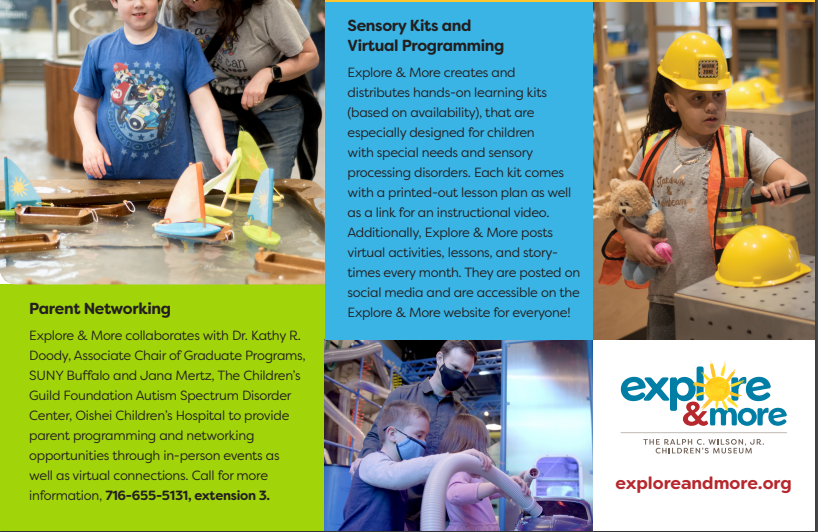 Sensory Kits and
Virtual Programming
Explore & More creates and
distributes hands-on learning kits
(based on availability), that are
especially designed for children
with special needs and sensory
processing disorders. Each kit comes
with a printed-out lesson plan as well
as a link for an instructional video.
Additionally, Explore & More posts
virtual activities, lessons, and story-
times every month. They are posted on
social media and are accessible on the
Explore & More website for everyone!
Parent Networking
Explore & More collaborates with Dr. Kathy R.
Doody, Associate Chair of Graduate Programs,
SUNY Buffalo and Jana Mertz, The Children's
Guild Foundation Autism Spectrum Disorder
Center, Oishei Children's Hospital to provide
parent programming and networking
opportunities through in-person events as
well as virtual connections. Call for more
information, 716-655-5131, extension 3.
explore
&more
THE RALPH C. WILSON, JR.
CHILDREN'S MUSEUM
exploreandmore.org